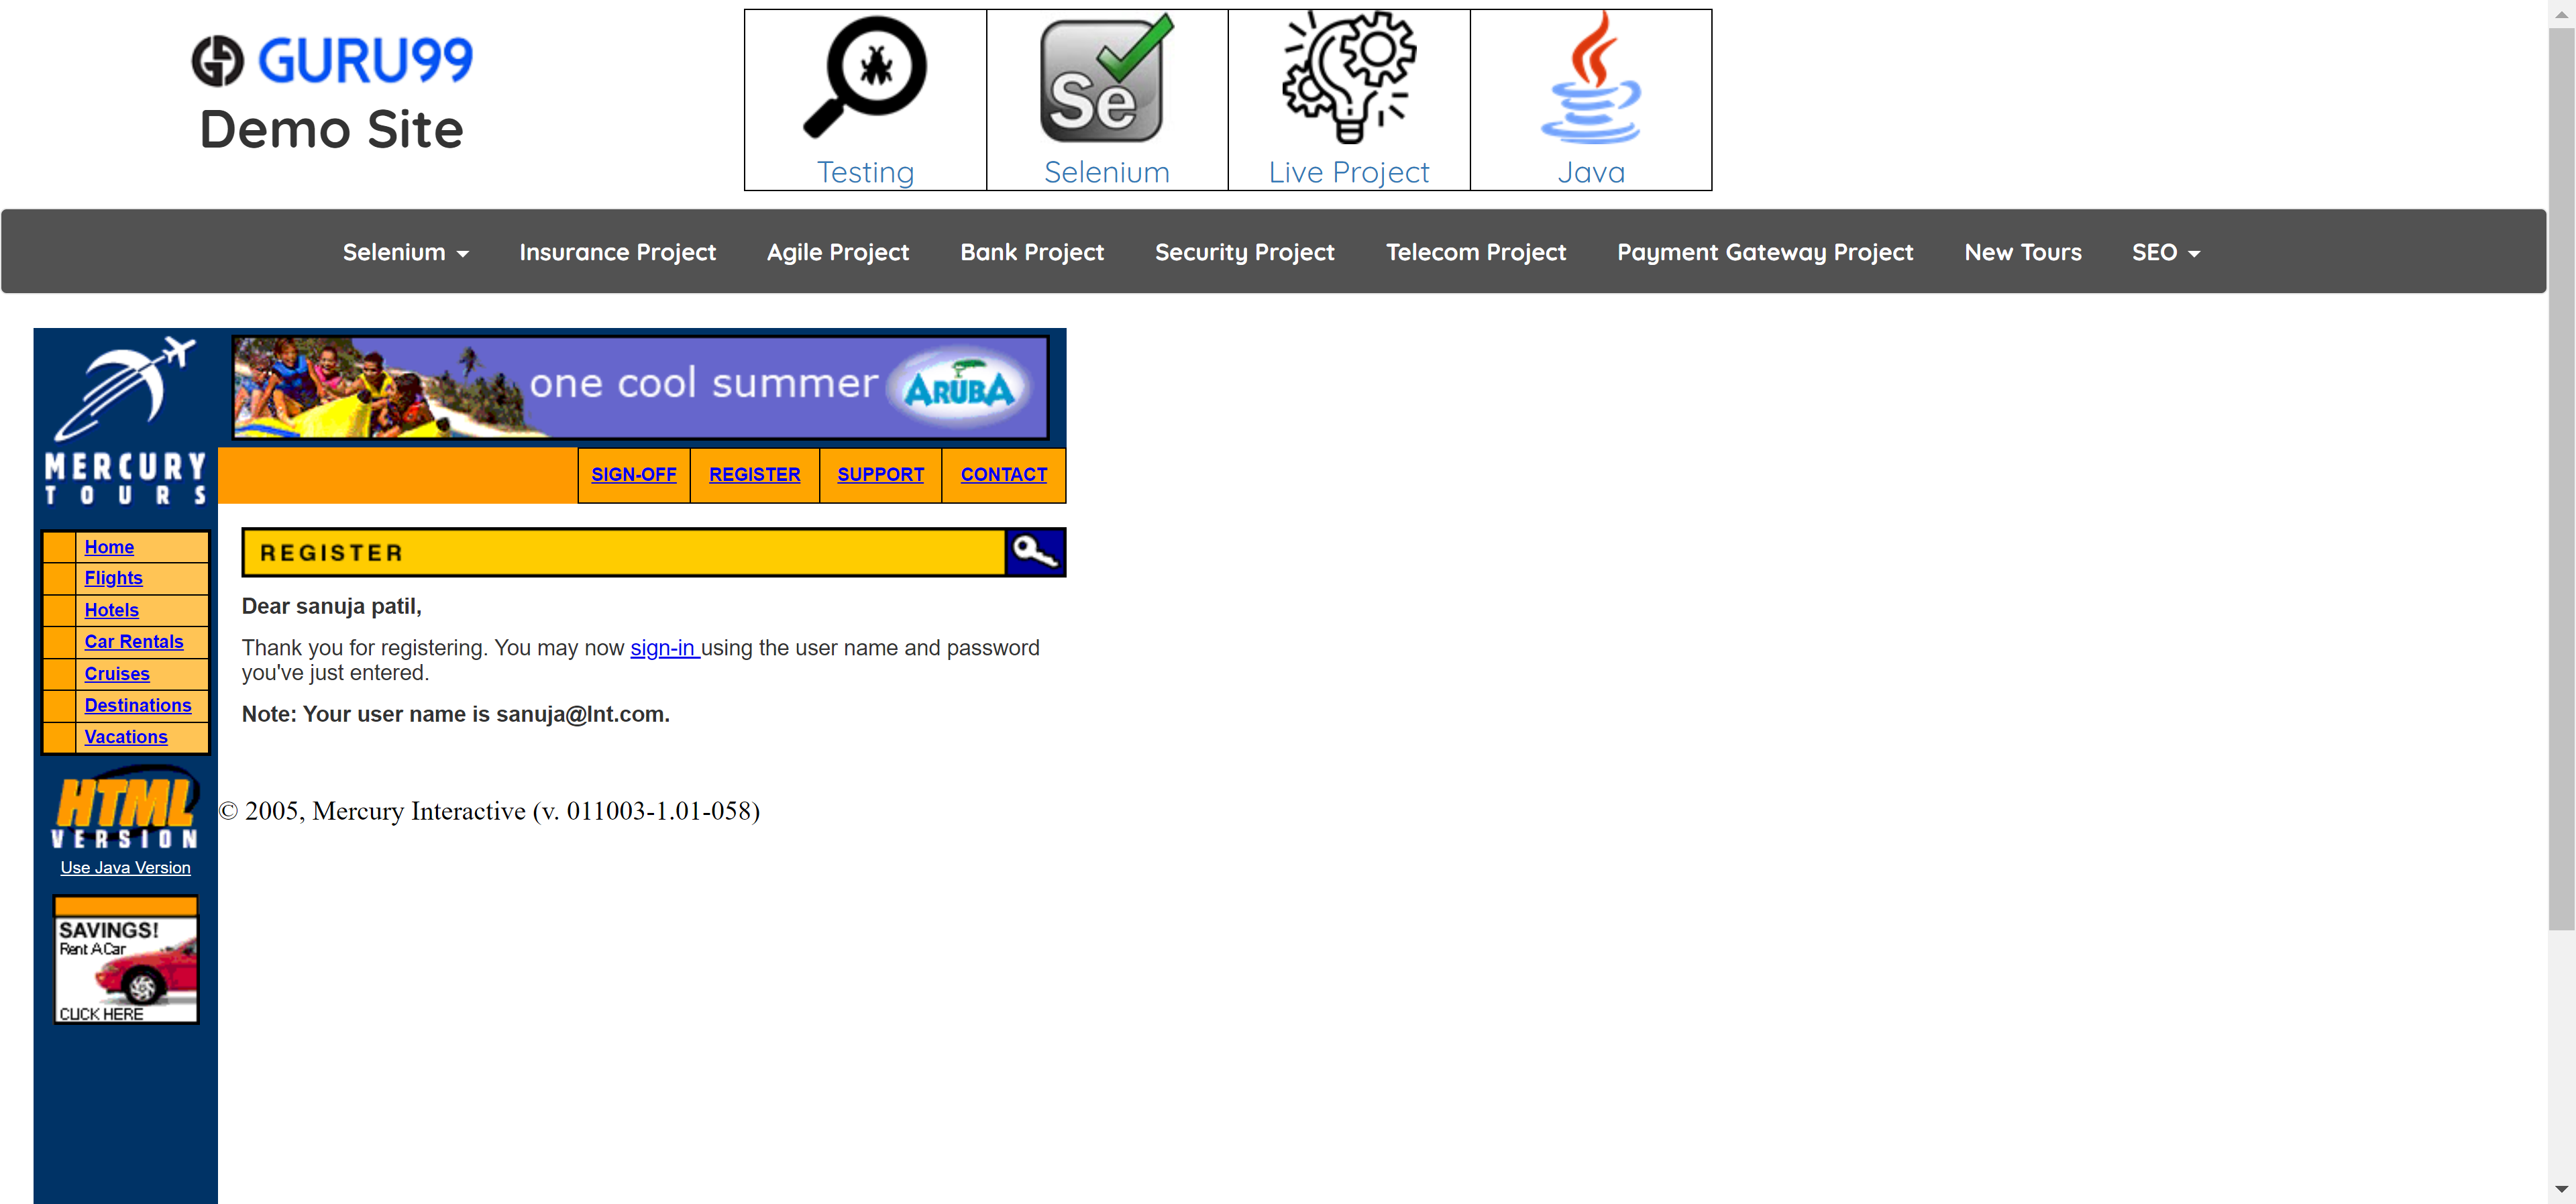 GURU99
Demo Site
Testing
Se
Selenium
Live Project
Java
Selenium
Insurance Project
Agile Project
Bank Project
Security Project
Telecom Project
Payment Gateway Project
New Tours
SEO
MERCURY
TOURS
one cool summer
ARUBA
SIGN-OFF
REGISTER
SUPPORT
CONTACT
Home
Flights
Hotels
Car Rentals
Cruises
Destinations
Vacations
HTML
VERSION
Use Java Version
SAVINGS!
Rent A Car
CLICK HERE
REGISTER
Dear sanuja patil,
Thank you for registering. You may now sign-in using the user name and password
you've just entered.
Note: Your user name is sanuja@lnt.com.
© 2005, Mercury Interactive (v. 011003-1.01-058)